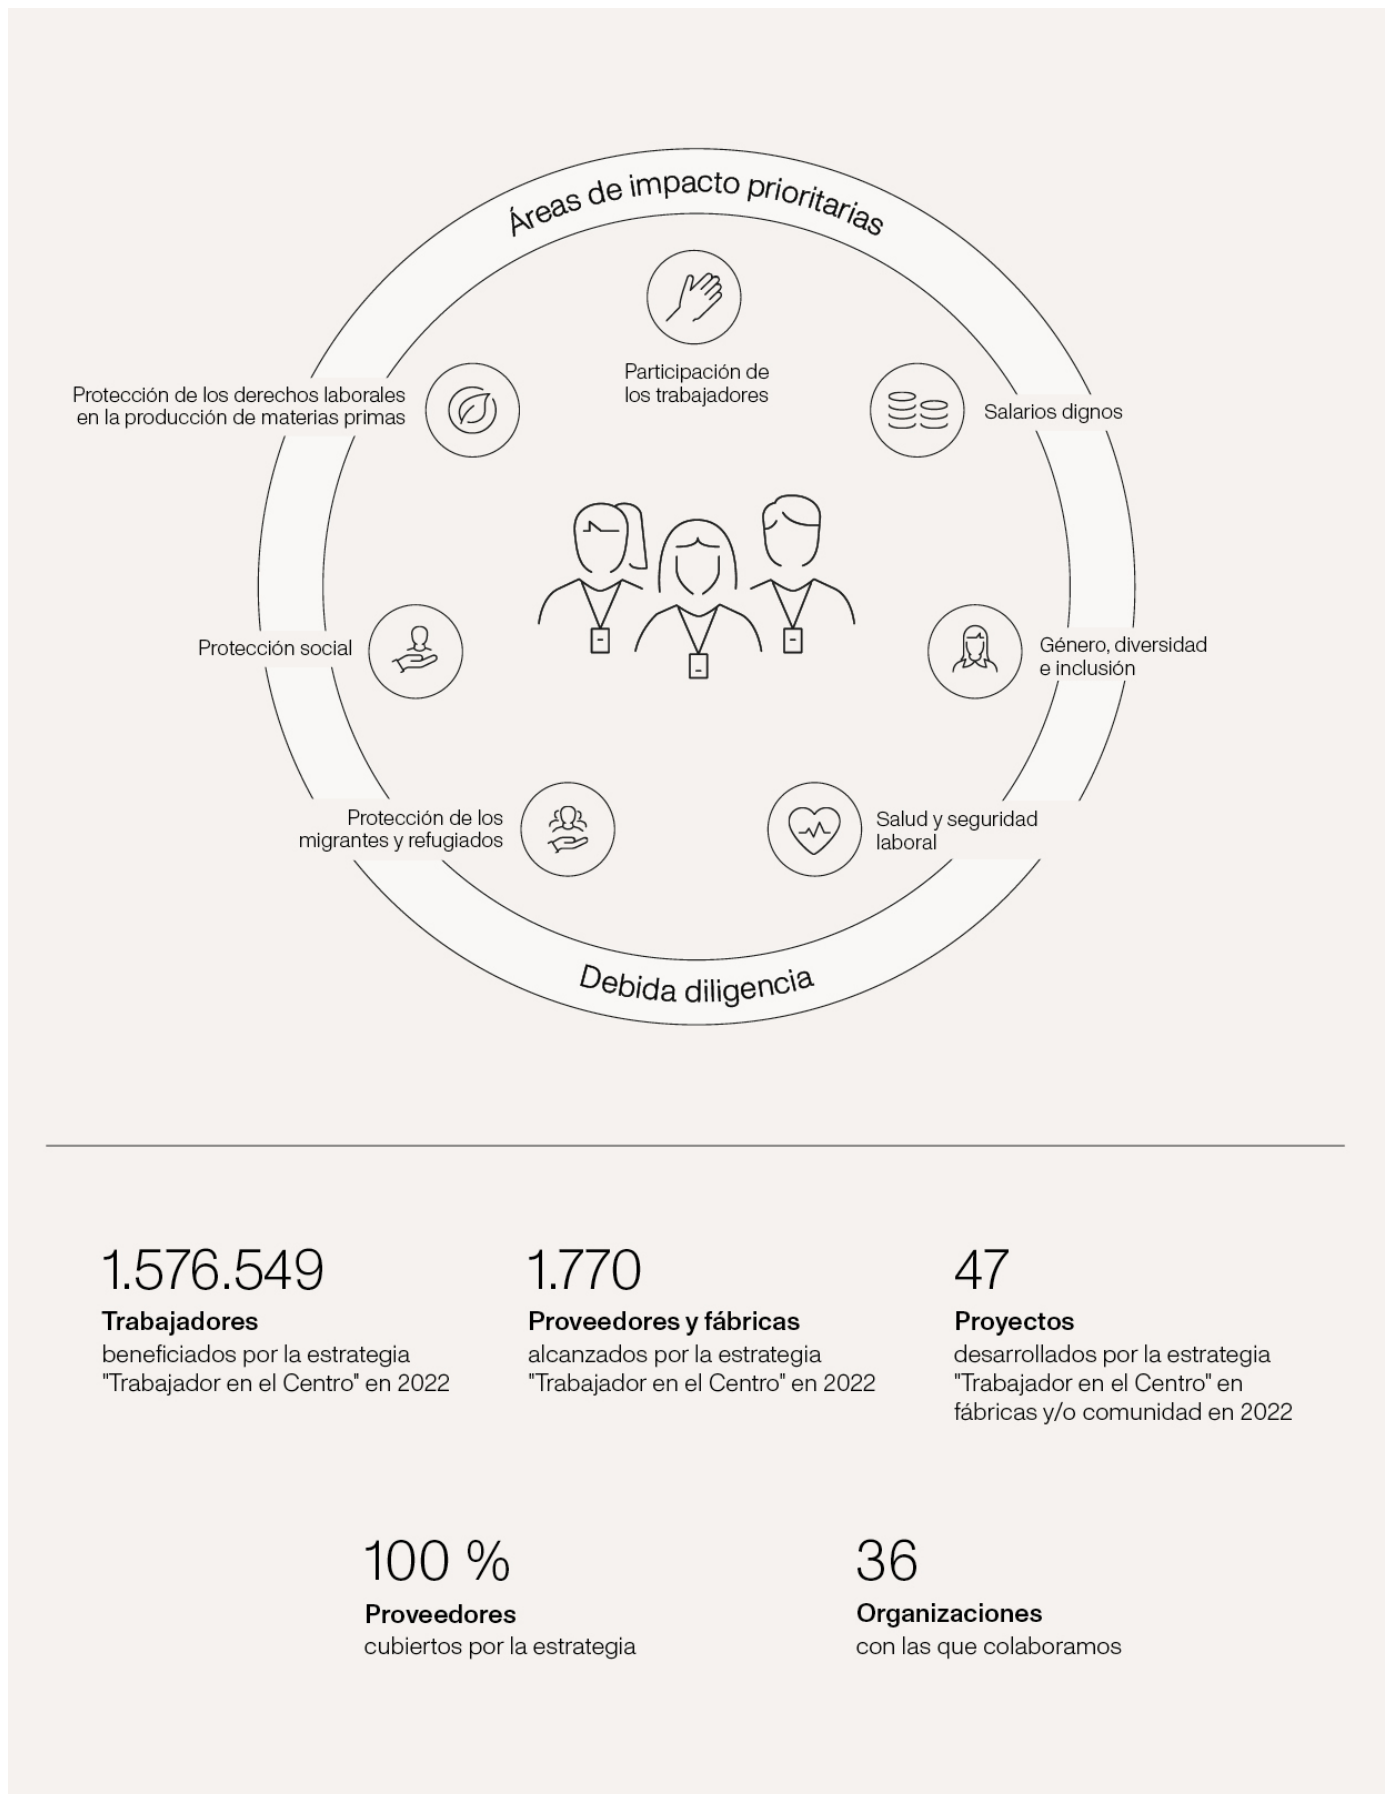 Áreas de impacto prioritarias
Participación de
los trabajadores
Protección de los derechos laborales
en la producción de materias primas
Salarios dignos
Protección social
Género, diversidad
e inclusión
Protección de los
migrantes y refugiados
Salud y seguridad
laboral
Debida diligencia
1.576.549
Trabajadores
beneficiados por la estrategia
"Trabajador en el Centro" en 2022
1.770
Proveedores y fábricas
alcanzados por la estrategia
"Trabajador en el Centro" en 2022
47
Proyectos
desarrollados por la estrategia
"Trabajador en el Centro" en
fábricas y/o comunidad en 2022
100 %
Proveedores
cubiertos por la estrategia
36
Organizaciones
con las que colaboramos